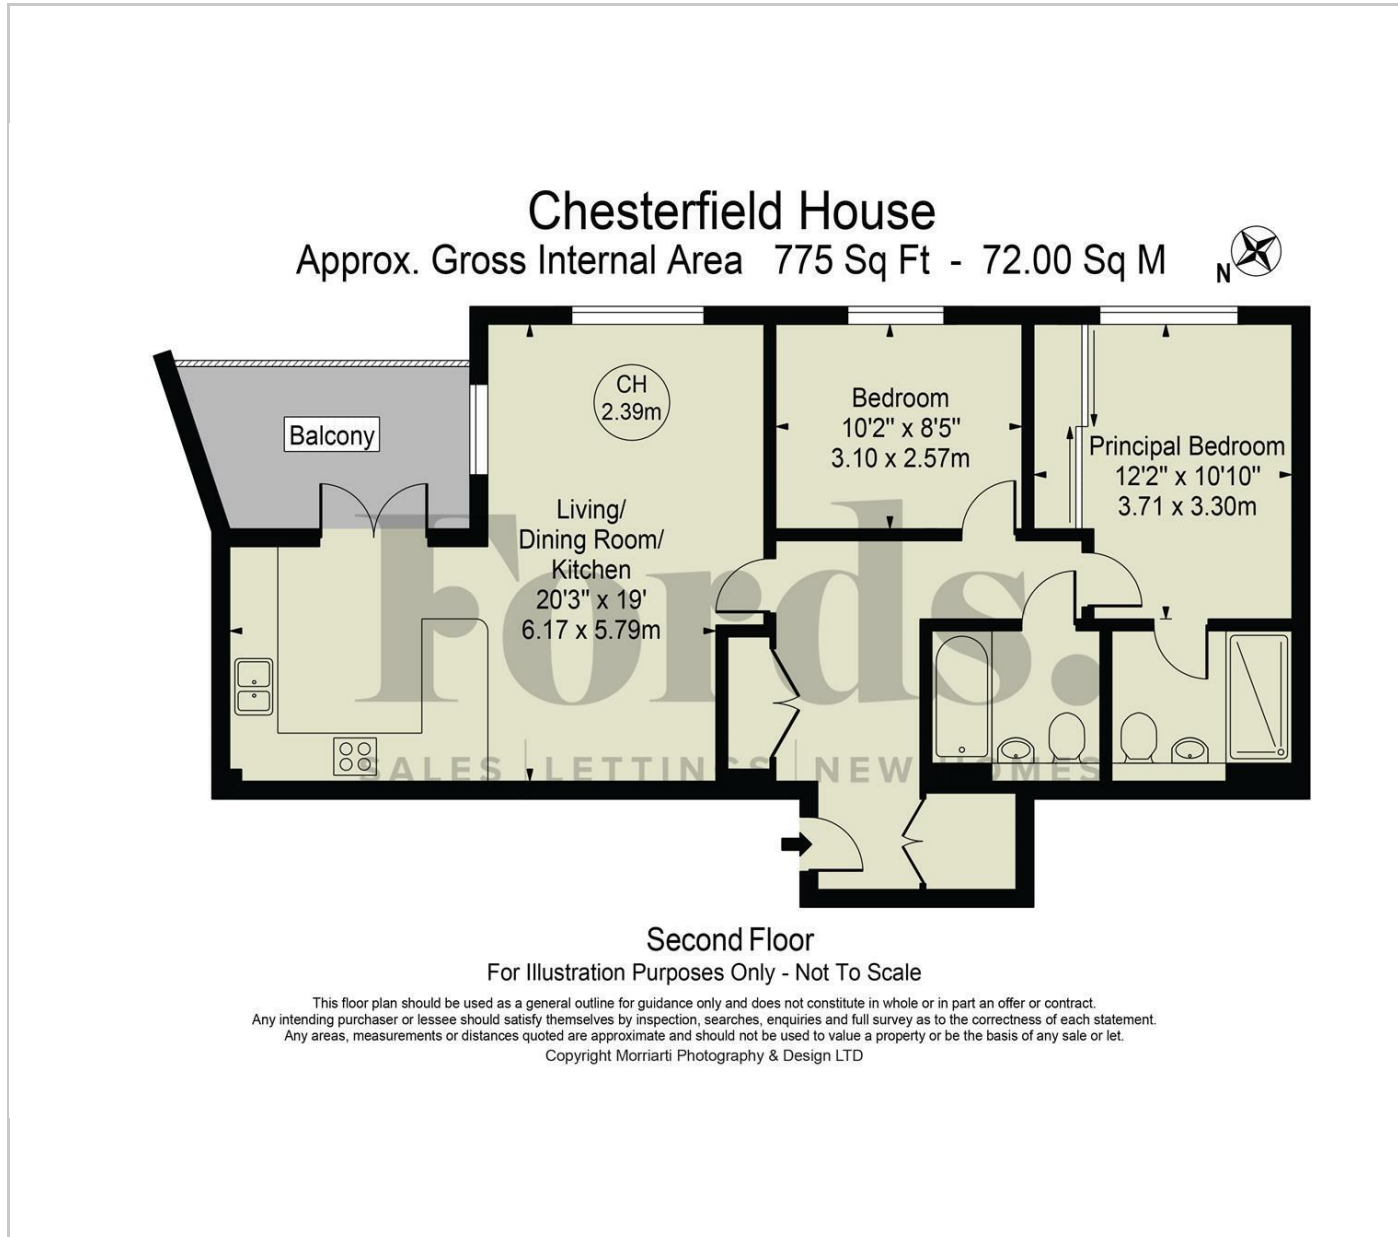 Chesterfield House
Approx. Gross Internal Area 775 Sq Ft - 72.00 Sq M
N
CH
2.39m
Balcony
Bedroom
10'2" x 8'5"
3.10 x 2.57m
Principal Bedroom
12'2" x 10'10"
3.71 x 3.30m
Living/
Dining Room/
Kitchen
20'3" x 19'
6.17 x 5.79m
Fords.
SALES | LETTINGS | NEW HOMES
Second Floor
For Illustration Purposes Only - Not To Scale
This floor plan should be used as a general outline for guidance only and does not constitute in whole or in part an offer or contract.
Any intending purchaser or lessee should satisfy themselves by inspection, searches, enquiries and full survey as to the correctness of each statement.
Any areas, measurements or distances quoted are approximate and should not be used to value a property or be the basis of any sale or let.
Copyright Morriarti Photography & Design LTD